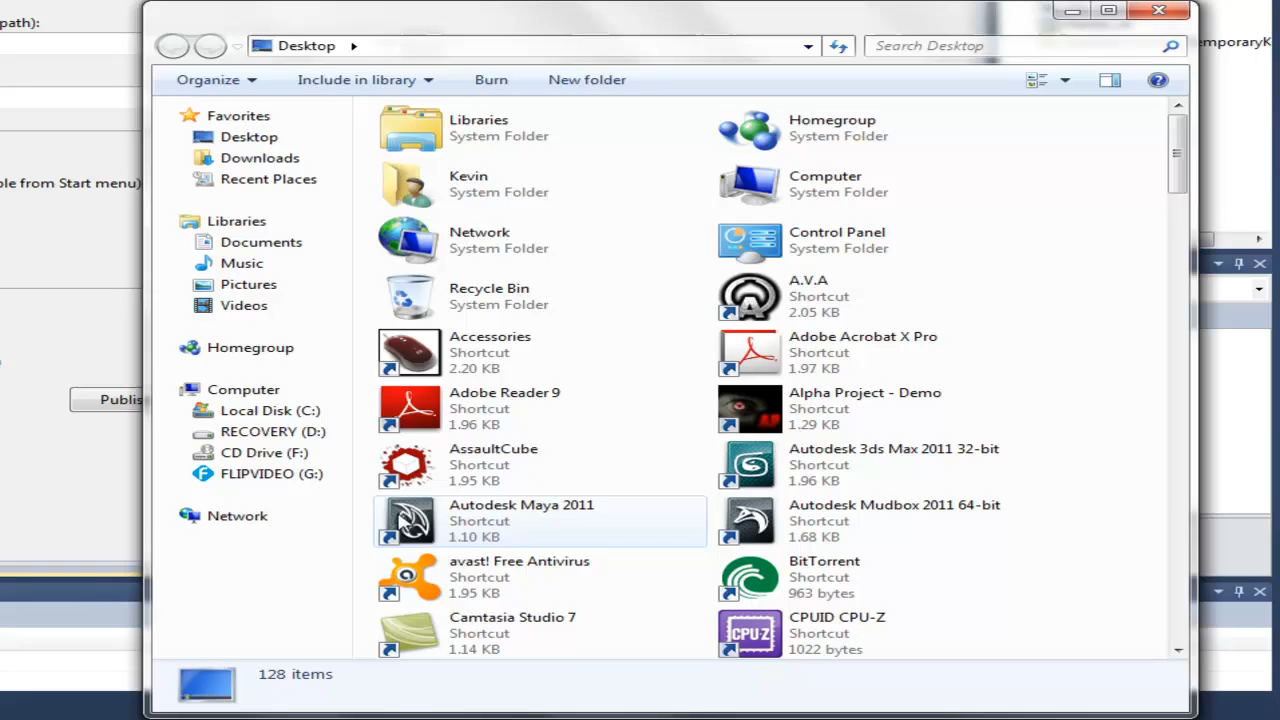 path):
Desktop
Search Desktop
emporaryK
Organize
Include in library
Burn
New folder
Favorites
Desktop
Downloads
Recent Places
Libraries
Documents
Music
Pictures
Videos
Homegroup
Computer
Local Disk (C:)
RECOVERY (D:)
CD Drive (F:)
FLIPVIDEO (G:)
Network
ble from Start menu)
Publis
Libraries
System Folder
Homegroup
System Folder
Kevin
System Folder
Computer
System Folder
Network
System Folder
Control Panel
System Folder
Recycle Bin
System Folder
A.V.A
Shortcut
2.05 KB
Accessories
Shortcut
2.20 KB
Adobe Acrobat X Pro
Shortcut
1.97 KB
Adobe Reader 9
Shortcut
1.96 KB
Alpha Project - Demo
Shortcut
1.29 KB
AssaultCube
Shortcut
1.95 KB
Autodesk 3ds Max 2011 32-bit
Shortcut
1.96 KB
Autodesk Maya 2011
Shortcut
1.10 KB
Autodesk Mudbox 2011 64-bit
Shortcut
1.68 KB
avast! Free Antivirus
Shortcut
1.95 KB
BitTorrent
Shortcut
963 bytes
Camtasia Studio 7
Shortcut
1.14 KB
CPU-Z
CPUID CPU-Z
Shortcut
1022 bytes
128 items